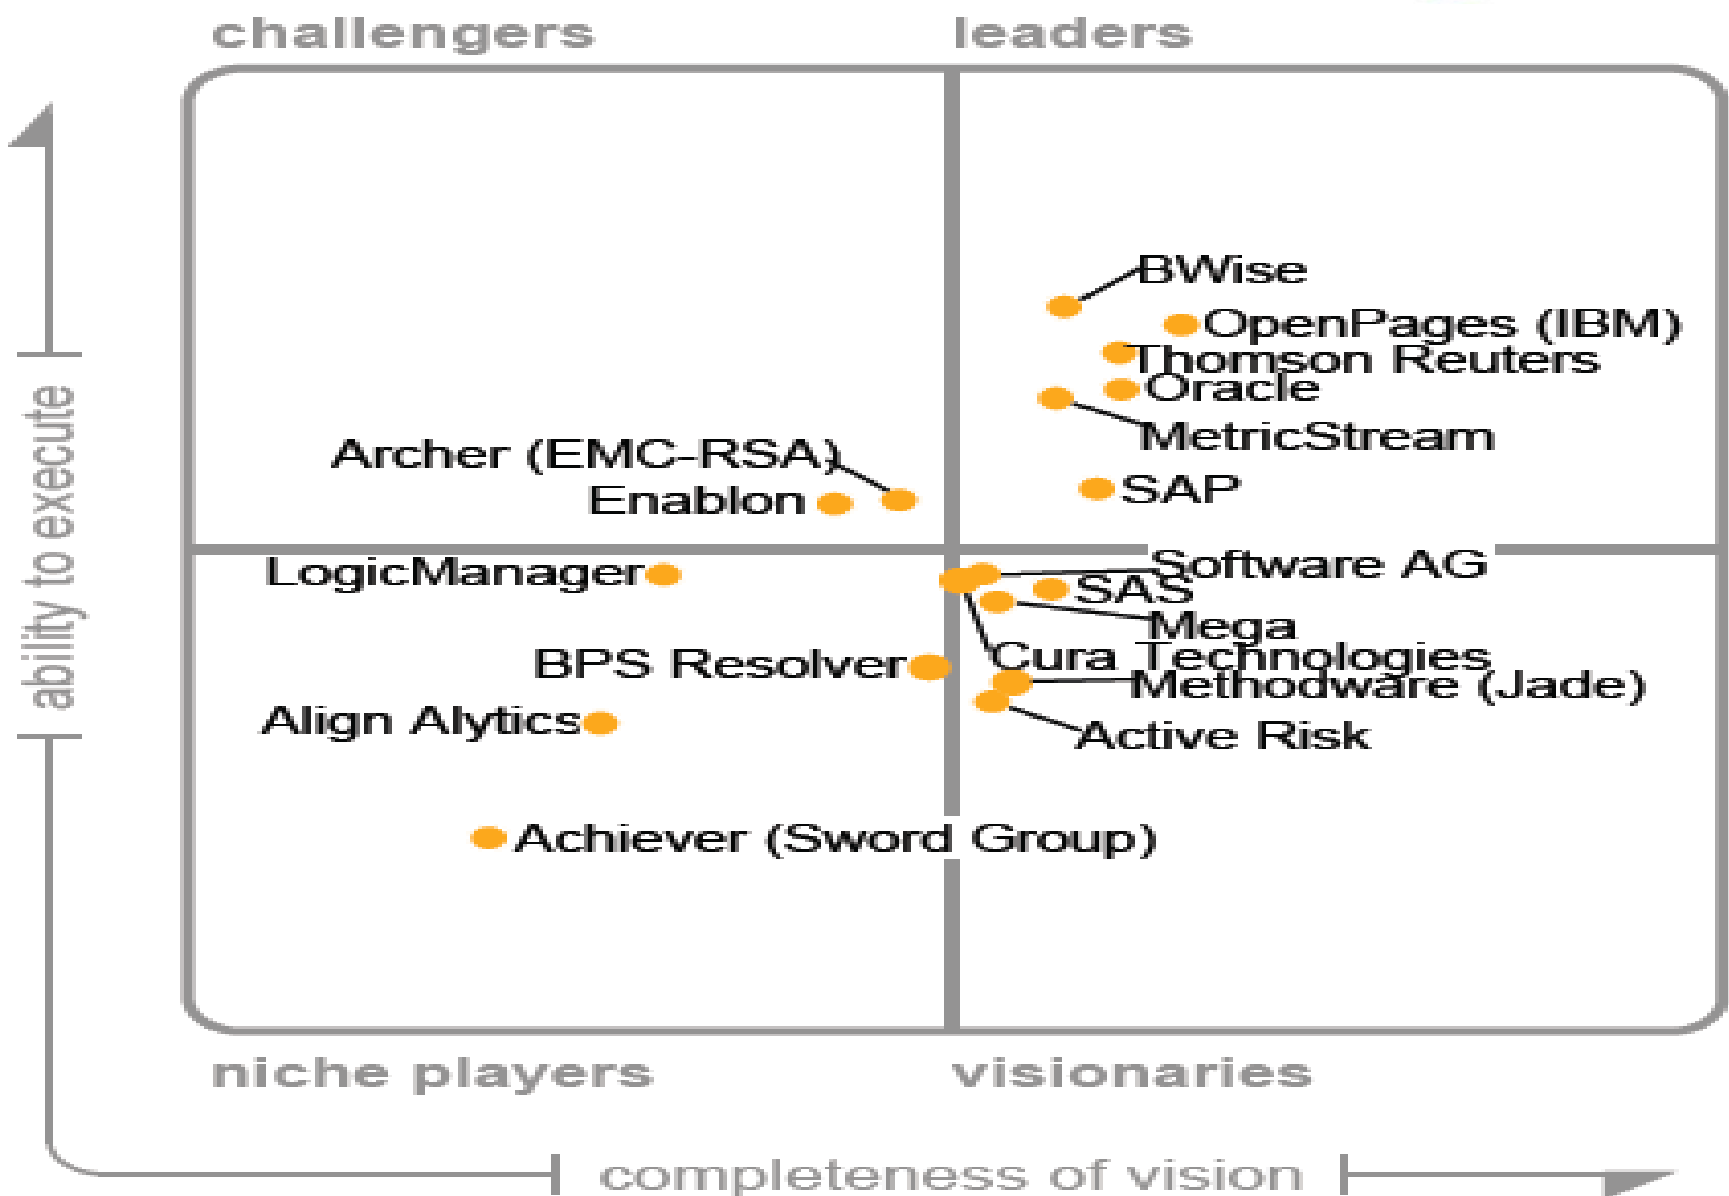 challengers
leaders
BWise
OpenPages (IBM)
Thomson Reuters
Oracle
MetricStream
Archer (EMC-RSA)
SAP
Enablon
ability to execute
LogicManager
Software AG
SAS
Mega
Cura Technologies
BPS Resolver
Methodware (Jade)
Align Alytics
Active Risk
Achiever (Sword Group)
niche players
visionaries
completeness of vision